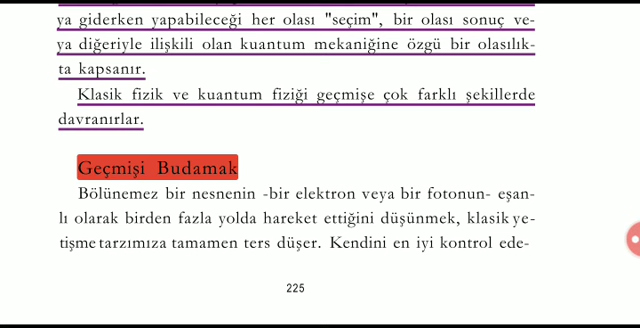 ya giderken yapabileceği her olası "seçim", bir olası sonuç ve-
ya diğeriyle ilişkili olan kuantum mekaniğine özgü bir olasılık-
ta kapsanır.
Klasik fizik ve kuantum fiziği geçmişe çok farklı şekillerde
davranırlar.
Geçmişi Budamak
Bölünemez bir nesnenin -bir elektron veya bir fotonun- eşan-
lı olarak birden fazla yolda hareket ettiğini düşünmek, klasik ye-
tişme tarzımıza tamamen ters düşer. Kendini en iyi kontrol ede-
225